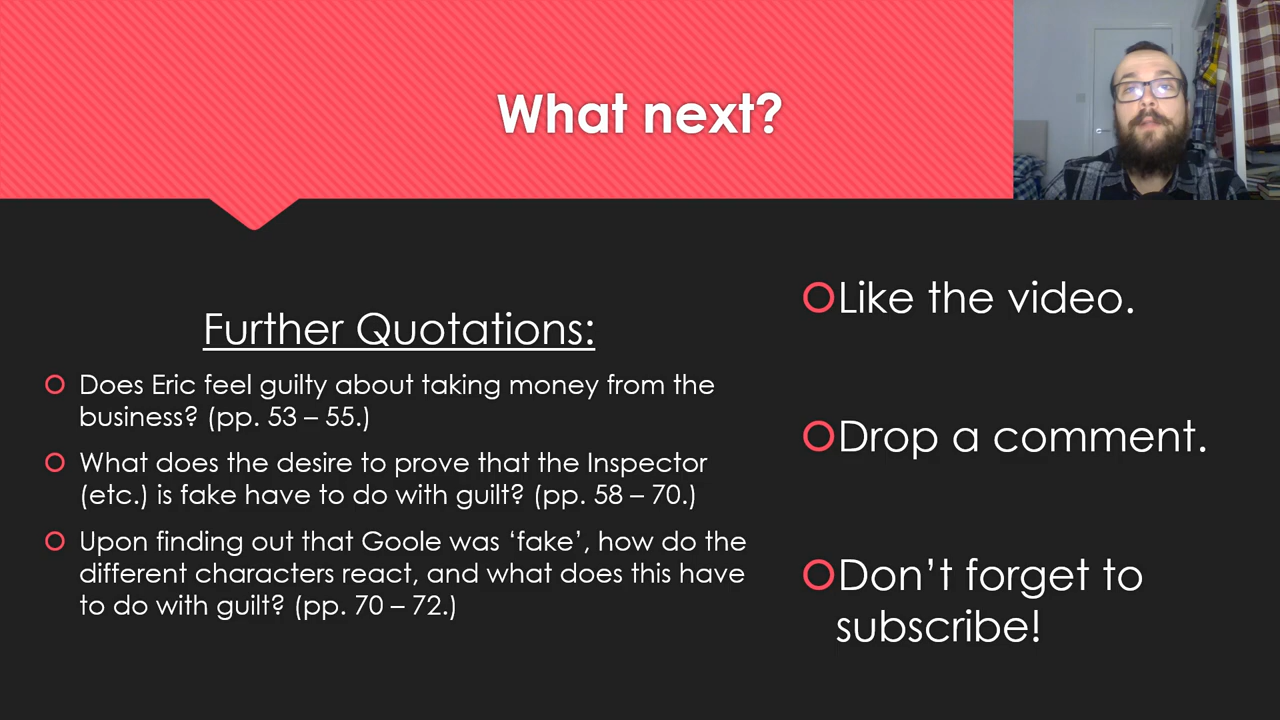 What next?
Further Quotations:
Does Eric feel guilty about taking money from the
business? (pp. 53 – 55.)
What does the desire to prove that the Inspector
(etc.) is fake have to do with guilt? (pp. 58 – 70.)
Upon finding out that Goole was ‘fake’, how do the
different characters react, and what does this have
to do with guilt? (pp. 70 – 72.)
Like the video.
Drop a comment.
Don’t forget to
subscribe!